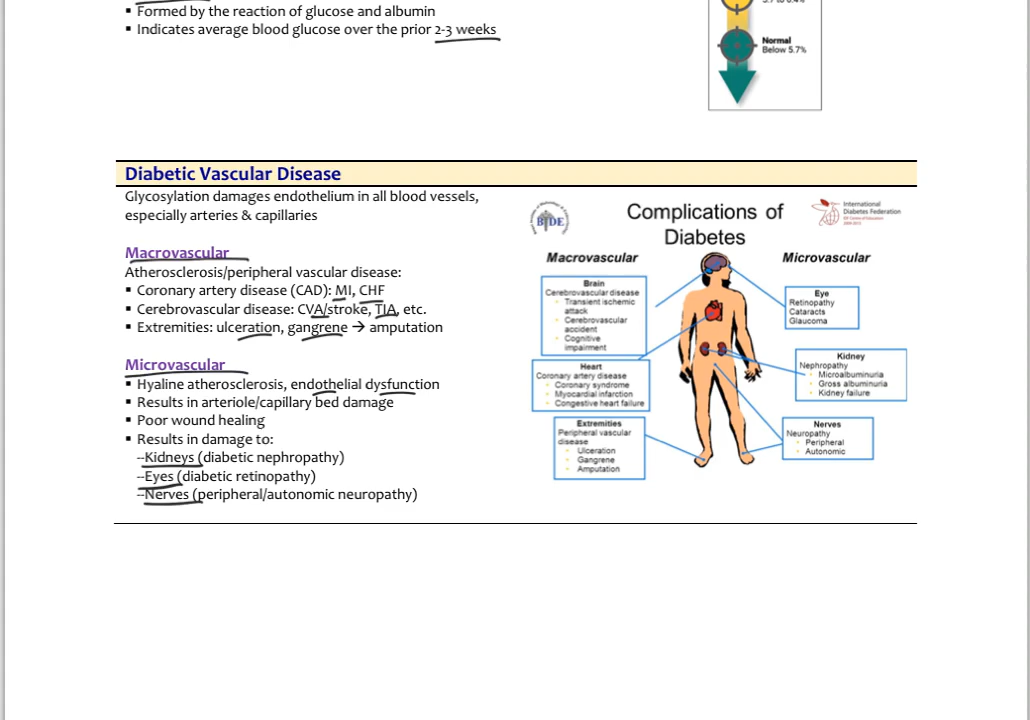 ▪ Formed by the reaction of glucose and albumin
▪ Indicates average blood glucose over the prior 2-3 weeks
Normal
Below 5.7%
Diabetic Vascular Disease
Glycosylation damages endothelium in all blood vessels,
especially arteries & capillaries
Macrovascular
Atherosclerosis/peripheral vascular disease:
▪ Coronary artery disease (CAD): MI, CHF
▪ Cerebrovascular disease: CVA/stroke, TIA, etc.
▪ Extremities: ulceration, gangrene → amputation
Microvascular
▪ Hyaline atherosclerosis, endothelial dysfunction
▪ Results in arteriole/capillary bed damage
▪ Poor wound healing
▪ Results in damage to:
--Kidneys (diabetic nephropathy)
--Eyes (diabetic retinopathy)
--Nerves (peripheral/autonomic neuropathy)
BIDE
Complications of
Diabetes
International
Diabetes Federation
Macrovascular
Microvascular
Brain
Cerebrovascular disease
• Transient ischemic
attack
• Cerebrovascular
accident
• Cognitive
impairment
Heart
Coronary artery disease
• Coronary syndrome
• Myocardial infarction
• Congestive heart failure
Extremities
Peripheral vascular
disease
• Ulceration
• Gangrene
• Amputation
Eye
Retinopathy
Cataracts
Glaucoma
Kidney
Nephropathy
• Microalbuminuria
• Gross albuminuria
• Kidney failure
Nerves
Neuropathy
• Peripheral
• Autonomic